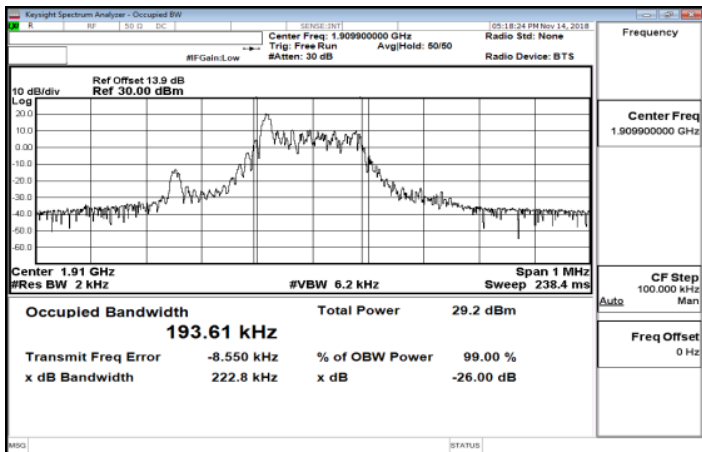 Keysight Spectrum Analyzer - Occupied BW
R RF 50 Ω DC SENSE:INT 05:18:24 PM Nov 14, 2018
Center Freq: 1.909900000 GHz Radio Std: None
Trig: Free Run Avg|Hold: 50/50
#IFGain:Low #Atten: 30 dB Radio Device: BTS
Frequency
Ref Offset 13.9 dB
10 dB/div Ref 30.00 dBm
Log
20.0
10.0
0.00
-10.0
-20.0
-30.0
-40.0
-50.0
-60.0
Center 1.91 GHz Span 1 MHz
#Res BW 2 kHz #VBW 6.2 kHz Sweep 238.4 ms
Occupied Bandwidth Total Power 29.2 dBm
193.61 kHz
Transmit Freq Error -8.550 kHz % of OBW Power 99.00 %
x dB Bandwidth 222.8 kHz x dB -26.00 dB
Center Freq
1.909900000 GHz
CF Step
100.000 kHz
Auto Man
Freq Offset
0 Hz
MSG STATUS